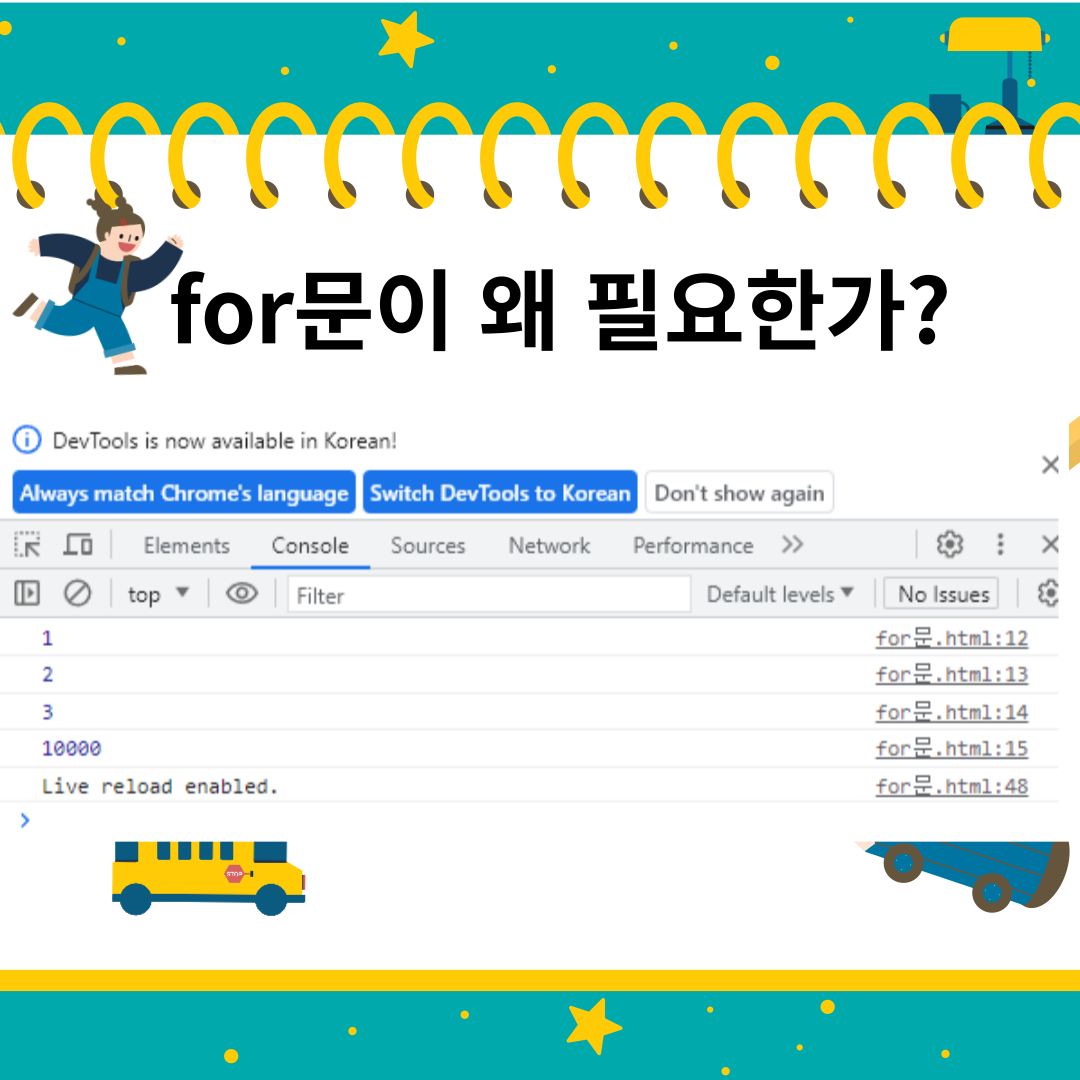 for문이 왜 필요한가?
DevTools is now available in Korean!
Always match Chrome's language Switch DevTools to Korean Don't show again
Elements Console Sources Network Performance
top Filter Default levels No Issues
1 for문.html:12
2 for문.html:13
3 for문.html:14
10000 for문.html:15
Live reload enabled. for문.html:48
STOP